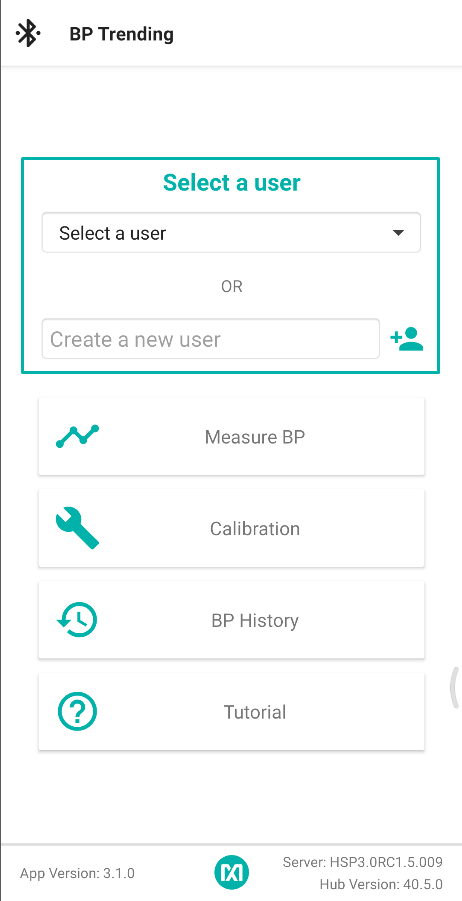 BP Trending
Select a user
Select a user
OR
Create a new user
Measure BP
Calibration
BP History
Tutorial
App Version: 3.1.0
Server: HSP3.0RC1.5.009
Hub Version: 40.5.0